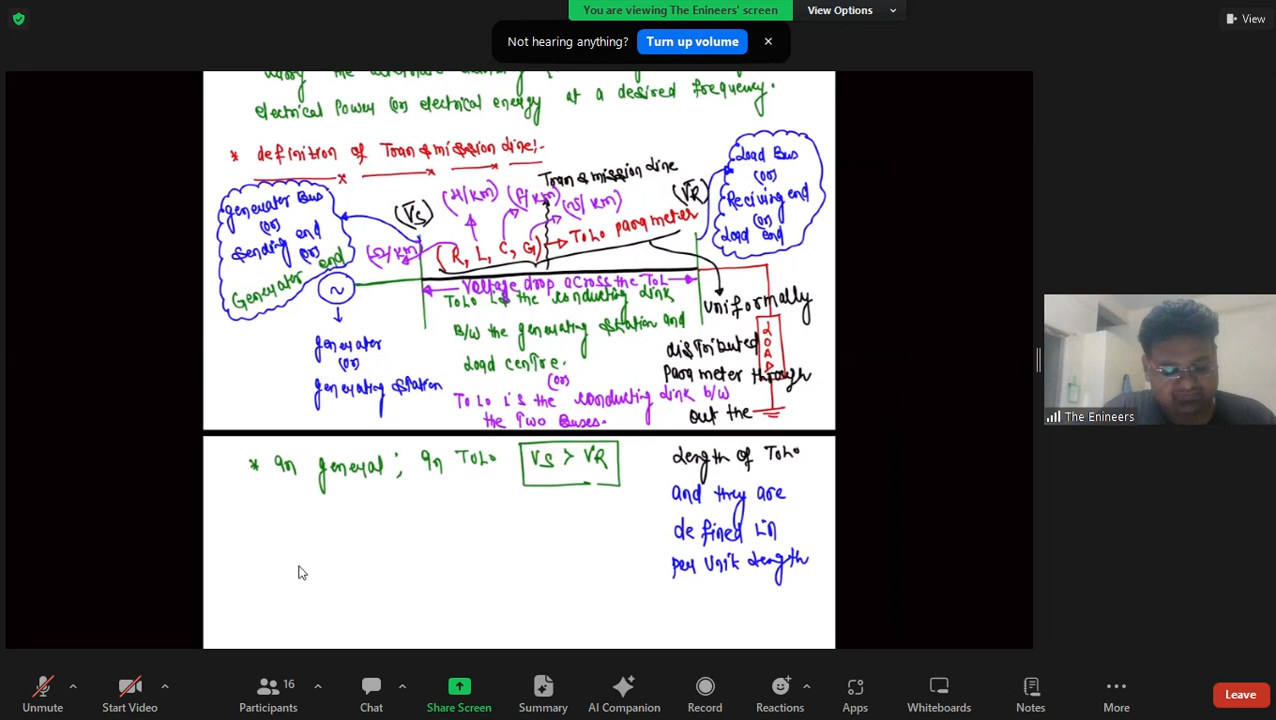 You are viewing The Enineers' screen
View Options
View
Not hearing anything?
Turn up volume
electrical Power (or) electrical energy at a desired frequency.
* definition of Transmission Line:-
Transmission Line
generator Bus
(or)
Sending end
(or)
Generator end
(V̅S)
(Ω/km)
(H/km)
(F/km)
(℧/km)
(R, L, C, G)
T.L. parameter
(V̅R)
Load Bus
(or)
Reciving end
(or)
Load end
~
Voltage drop across the T.L
generator
(or)
generating station
T.L. is the conducting link
B/W the generating station and
Load centre.
(or)
T.L. is the conducting link b/w
the Two Buses.
LOAD
uniformally
distributed
Parameter through
out the
Length of T.L.
and they are
defined in
per Unit Length
* In general; In T.L. VS > VR
The Enineers
Unmute
Start Video
16
Participants
Chat
Share Screen
Summary
AI Companion
Record
Reactions
Apps
Whiteboards
Notes
More
Leave